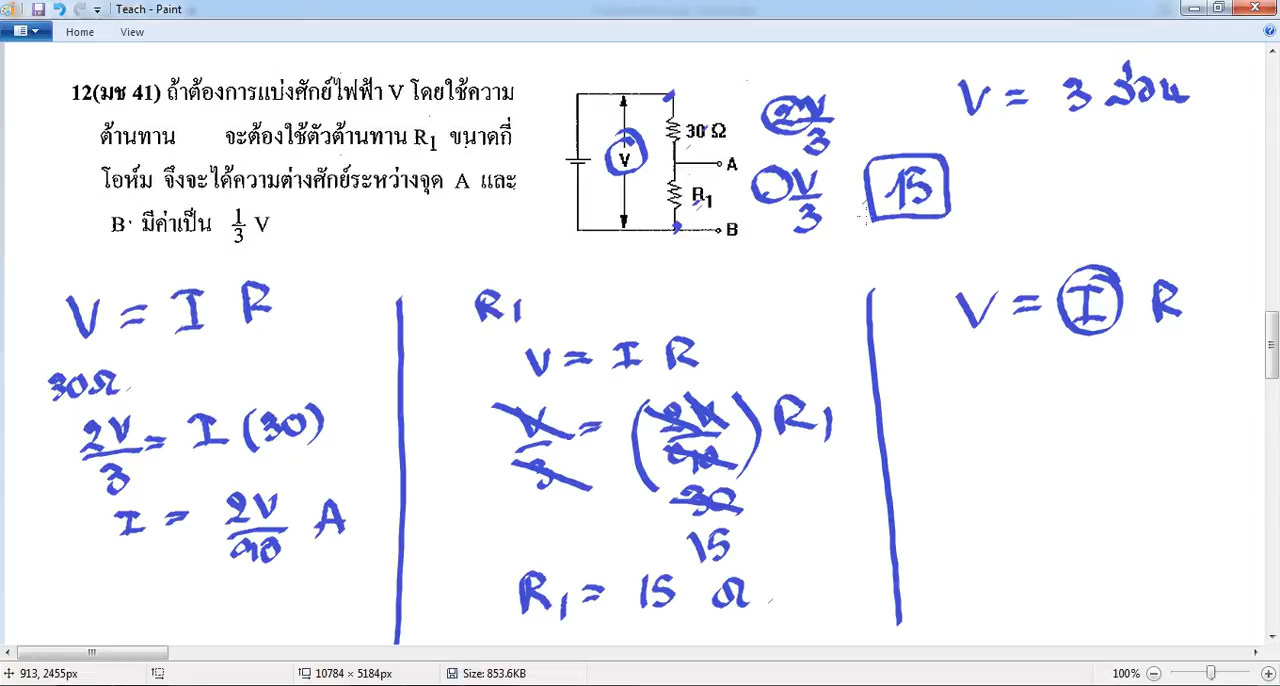 Teach - Paint
Home View
12(มช 41) ถ้าต้องการแบ่งศักย์ไฟฟ้า V โดยใช้ความ
ด้านทาน จะต้องใช้ตัวต้านทาน R1 ขนาดกี่
โอห์ม จึงจะได้ความต่างศักย์ระหว่างจุด A และ
B มีค่าเป็น 1/3 V
V
30 Ω
A
R1
B
2V/3
V/3
15
V = 3 ส่วน
V = I R
30Ω
2V/3 = I (30)
I = 2V/90 A
R1
V = I R
V/3 = (2V/90) R1
30
15
R1 = 15 Ω
V = I R
913, 2455px
10784 × 5184px
Size: 853.6KB
100%